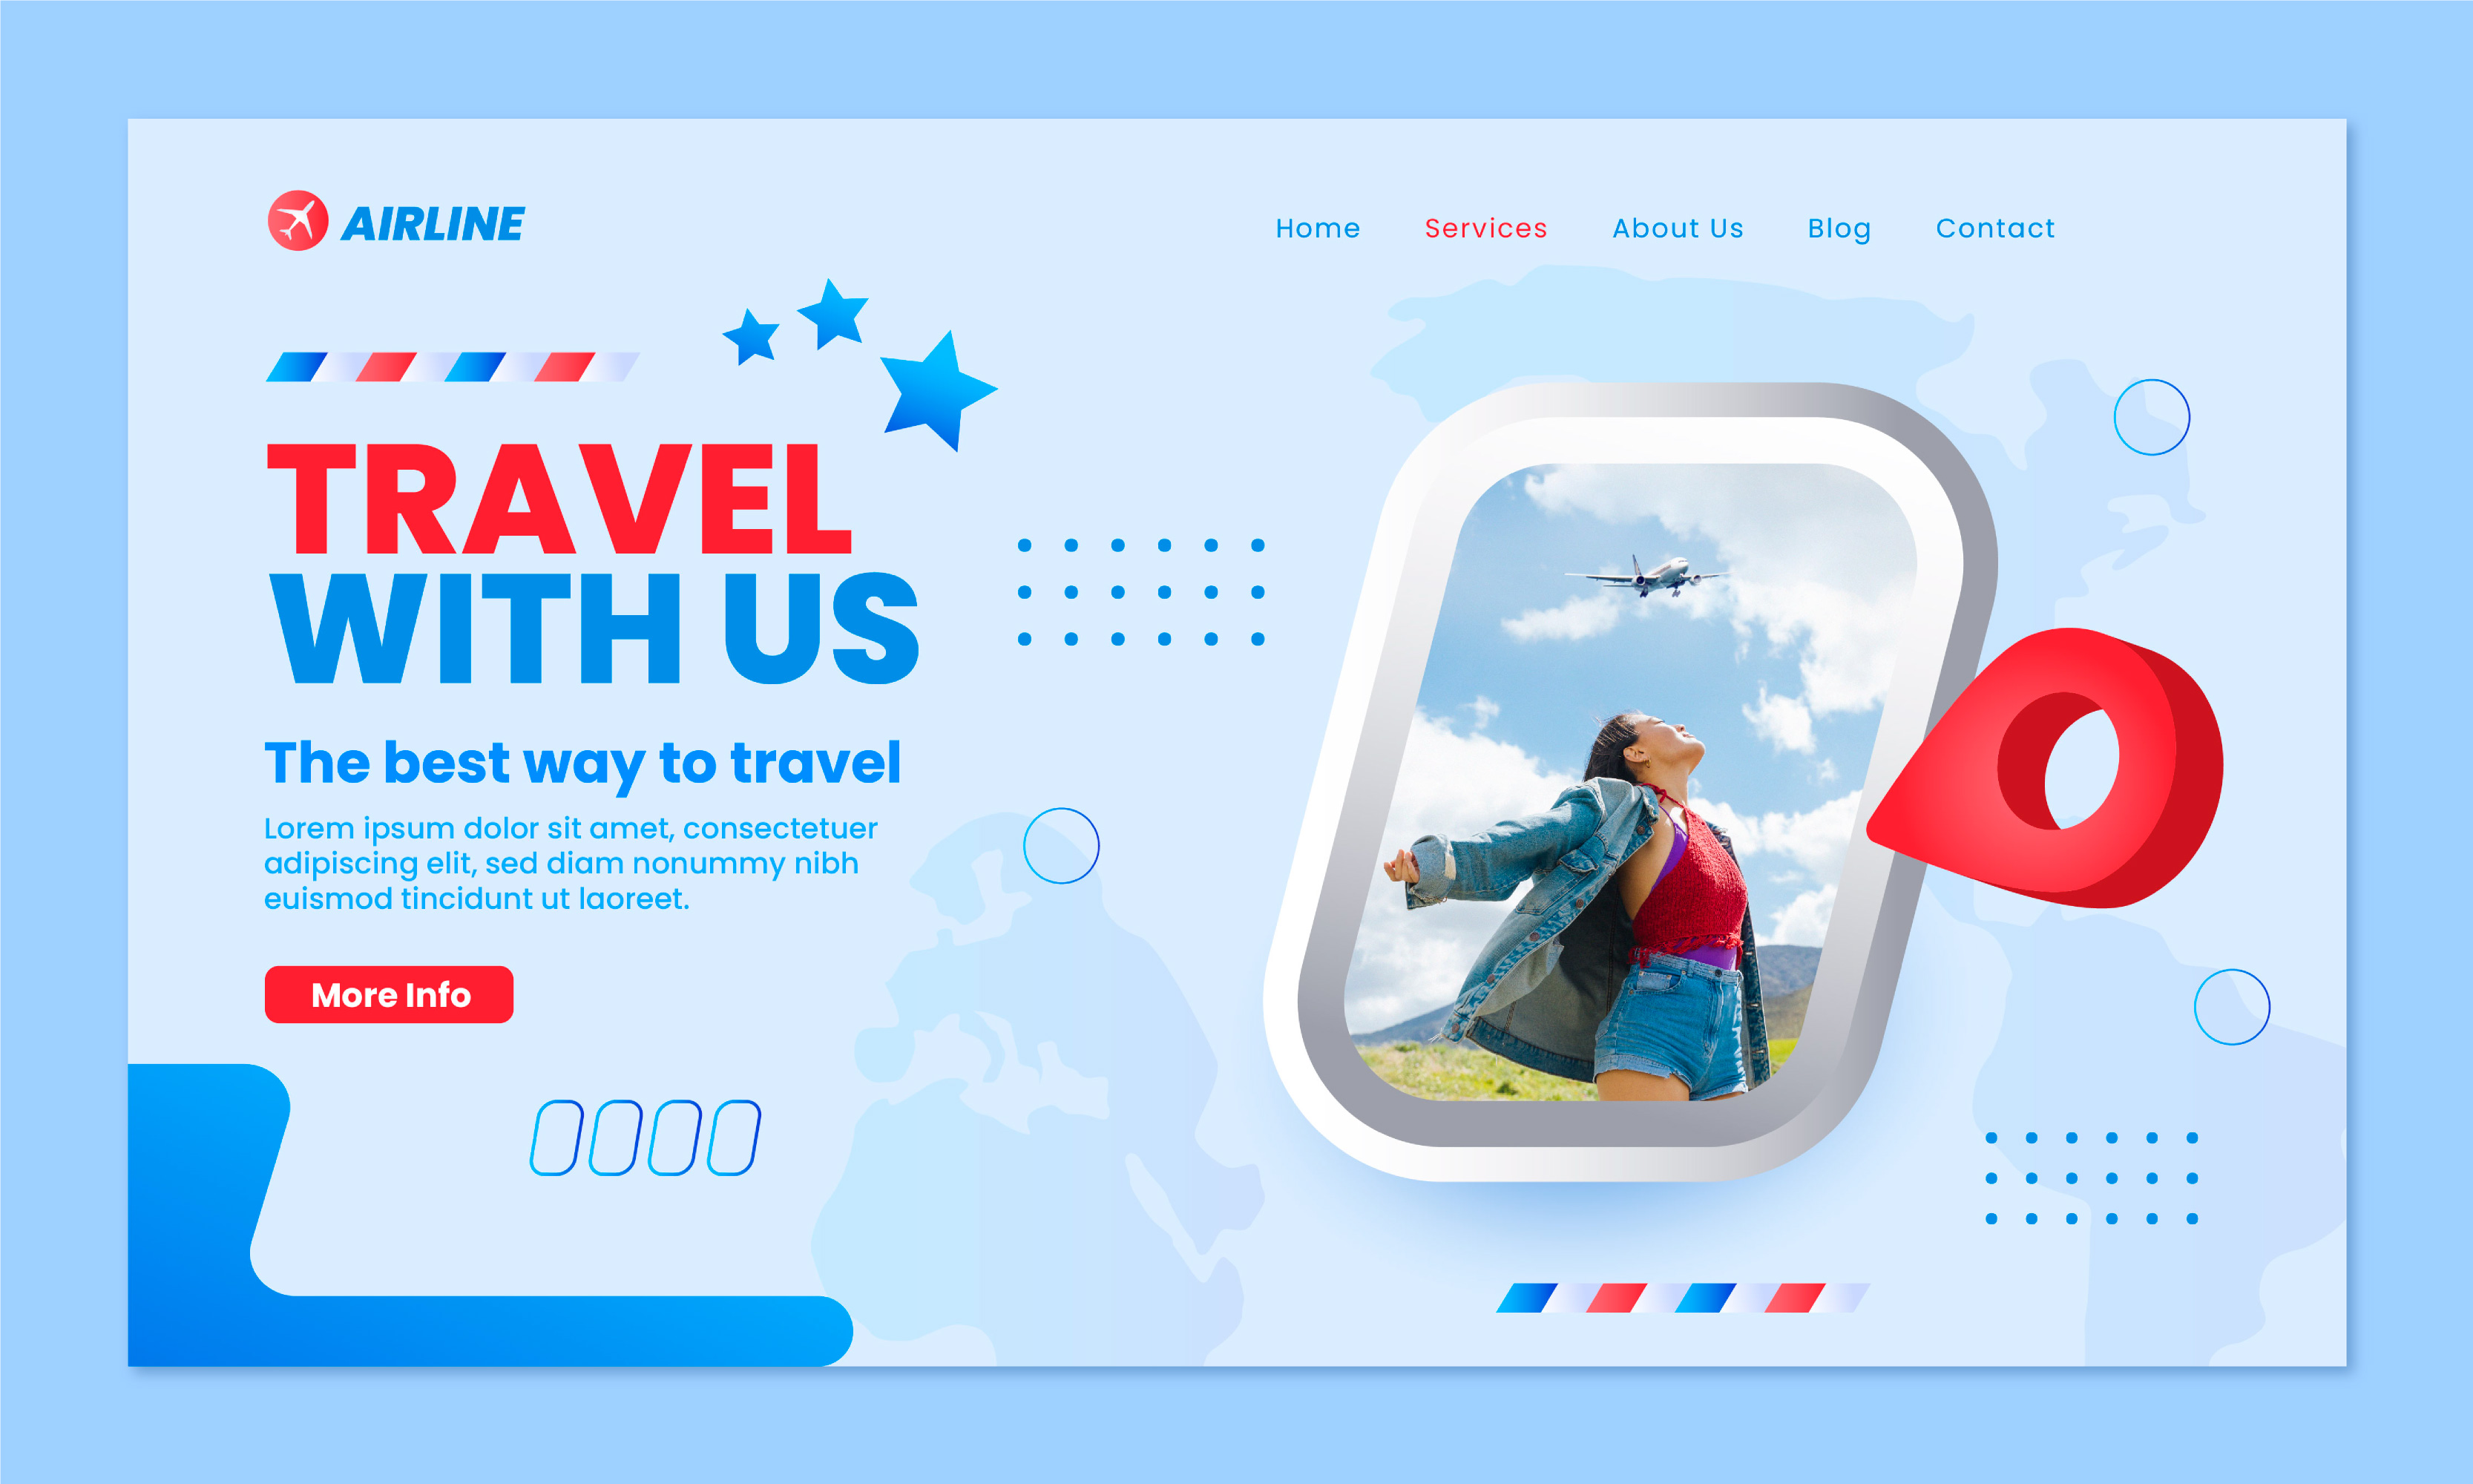 AIRLINE
Home Services About Us Blog Contact
TRAVEL
WITH US
The best way to travel
Lorem ipsum dolor sit amet, consectetuer
adipiscing elit, sed diam nonummy nibh
euismod tincidunt ut laoreet.
More Info